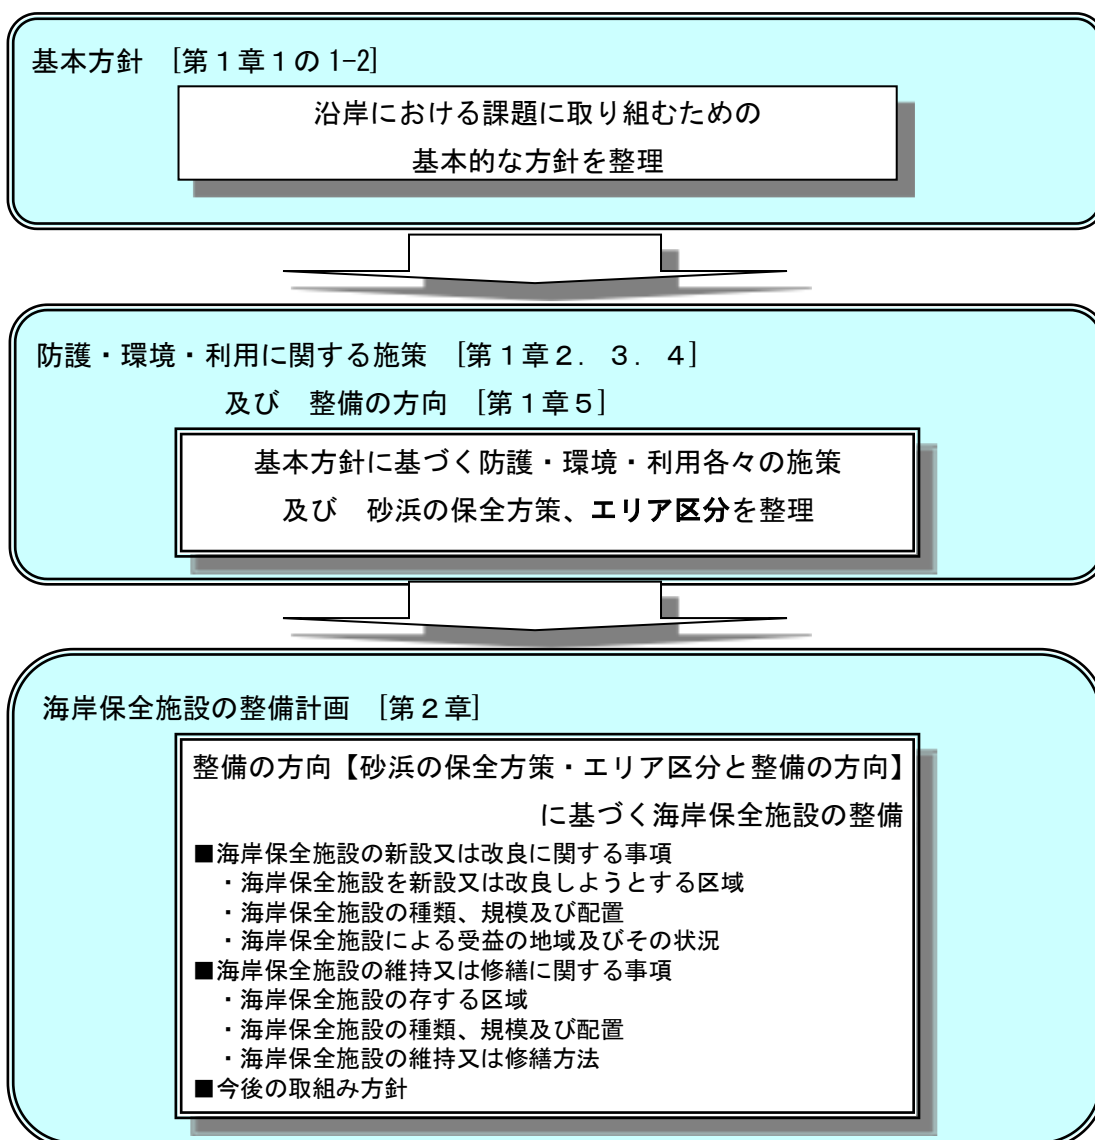 基本方針　[第１章１の 1-2]
沿岸における課題に取り組むための
基本的な方針を整理
防護・環境・利用に関する施策　[第１章２．３．４]
及び　整備の方向　[第１章５]
基本方針に基づく防護・環境・利用各々の施策
及び　砂浜の保全方策、エリア区分を整理
海岸保全施設の整備計画　[第２章]
整備の方向【砂浜の保全方策・エリア区分と整備の方向】
に基づく海岸保全施設の整備
■海岸保全施設の新設又は改良に関する事項
・海岸保全施設を新設又は改良しようとする区域
・海岸保全施設の種類、規模及び配置
・海岸保全施設による受益の地域及びその状況
■海岸保全施設の維持又は修繕に関する事項
・海岸保全施設の存する区域
・海岸保全施設の種類、規模及び配置
・海岸保全施設の維持又は修繕方法
■今後の取組み方針